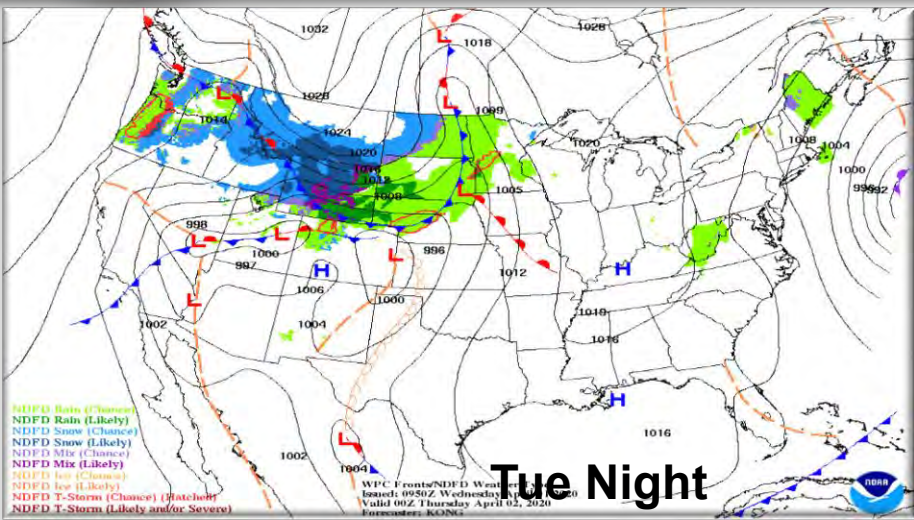 1032
1028
1018
1028
1009
1014
1024
1020
1020
1016
1012
1008
1008
1004
1005
1000
996
992
998
1000
996
997
1012
1006
1000
1002
1004
1016
1016
1002
1004
L
L
L
L
L
L
L
L
L
L
H
H
H
NDFD Rain (Chance)
NDFD Rain (Likely)
NDFD Snow (Chance)
NDFD Snow (Likely)
NDFD Mix (Chance)
NDFD Mix (Likely)
NDFD Ice (Chance)
NDFD Ice (Likely)
NDFD T-Storm (Chance) (Hatched)
NDFD T-Storm (Likely and/or Severe)
WPC Fronts/NDFD Weather
Issued: 0950Z Wednesday 2020
Valid 00Z Thursday April 02, 2020
Forecaster: KONG
Tue Night
NOAA